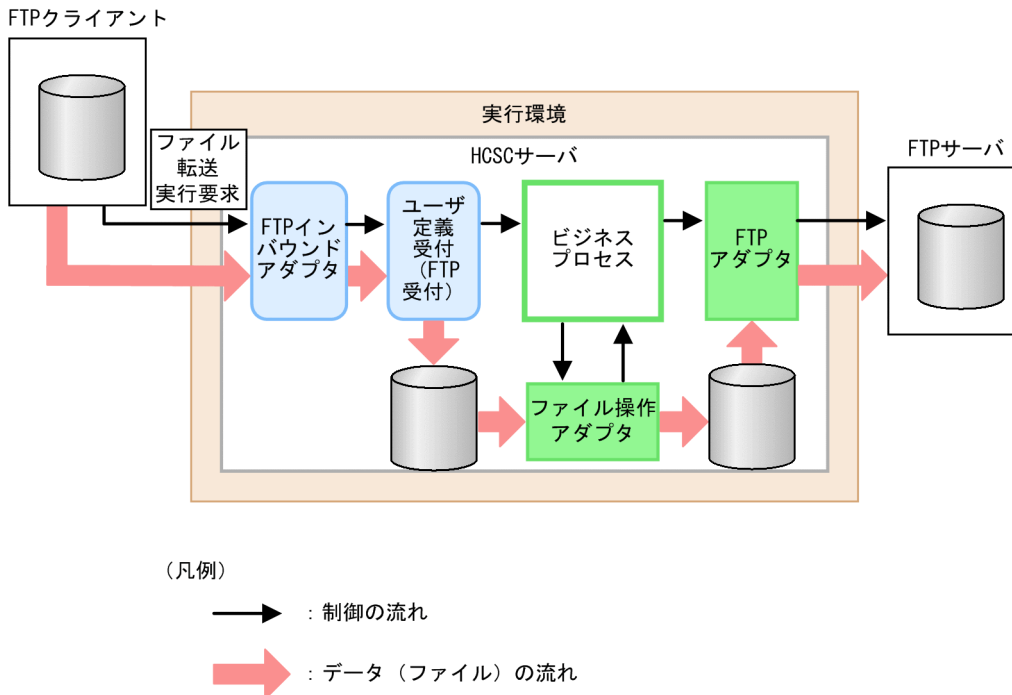 FTPクライアント
実行環境
ファイル
転送
実行要求
HCSCサーバ
FTPサーバ
FTPイン
バウンド
アダプタ
ユーザ
定義
受付
（FTP
受付）
ビジネス
プロセス
FTP
アダプタ
ファイル操作
アダプタ
（凡例）
：制御の流れ
：データ（ファイル）の流れ